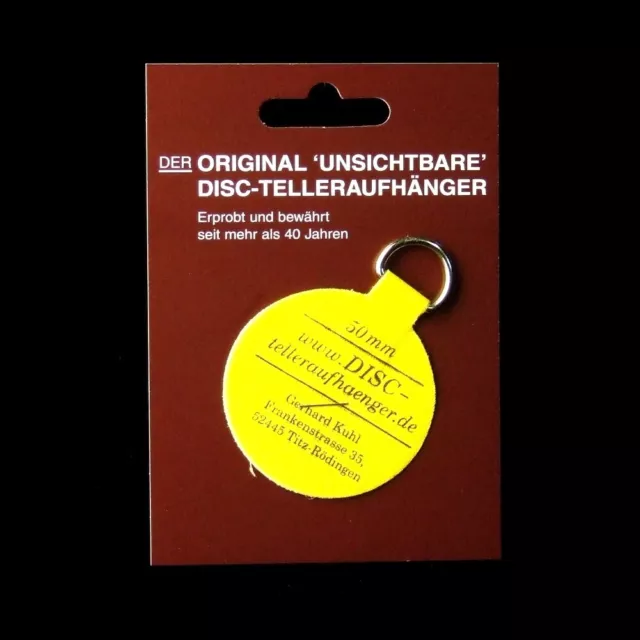 DER ORIGINAL ‘UNSICHTBARE’
DISC-TELLERAUFHÄNGER
Erprobt und bewährt
seit mehr als 40 Jahren
50mm
www.DISC-
telleraufhaenger.de
Gerhard Kuhl
Frankenstrasse 35,
52445 Titz-Rödingen